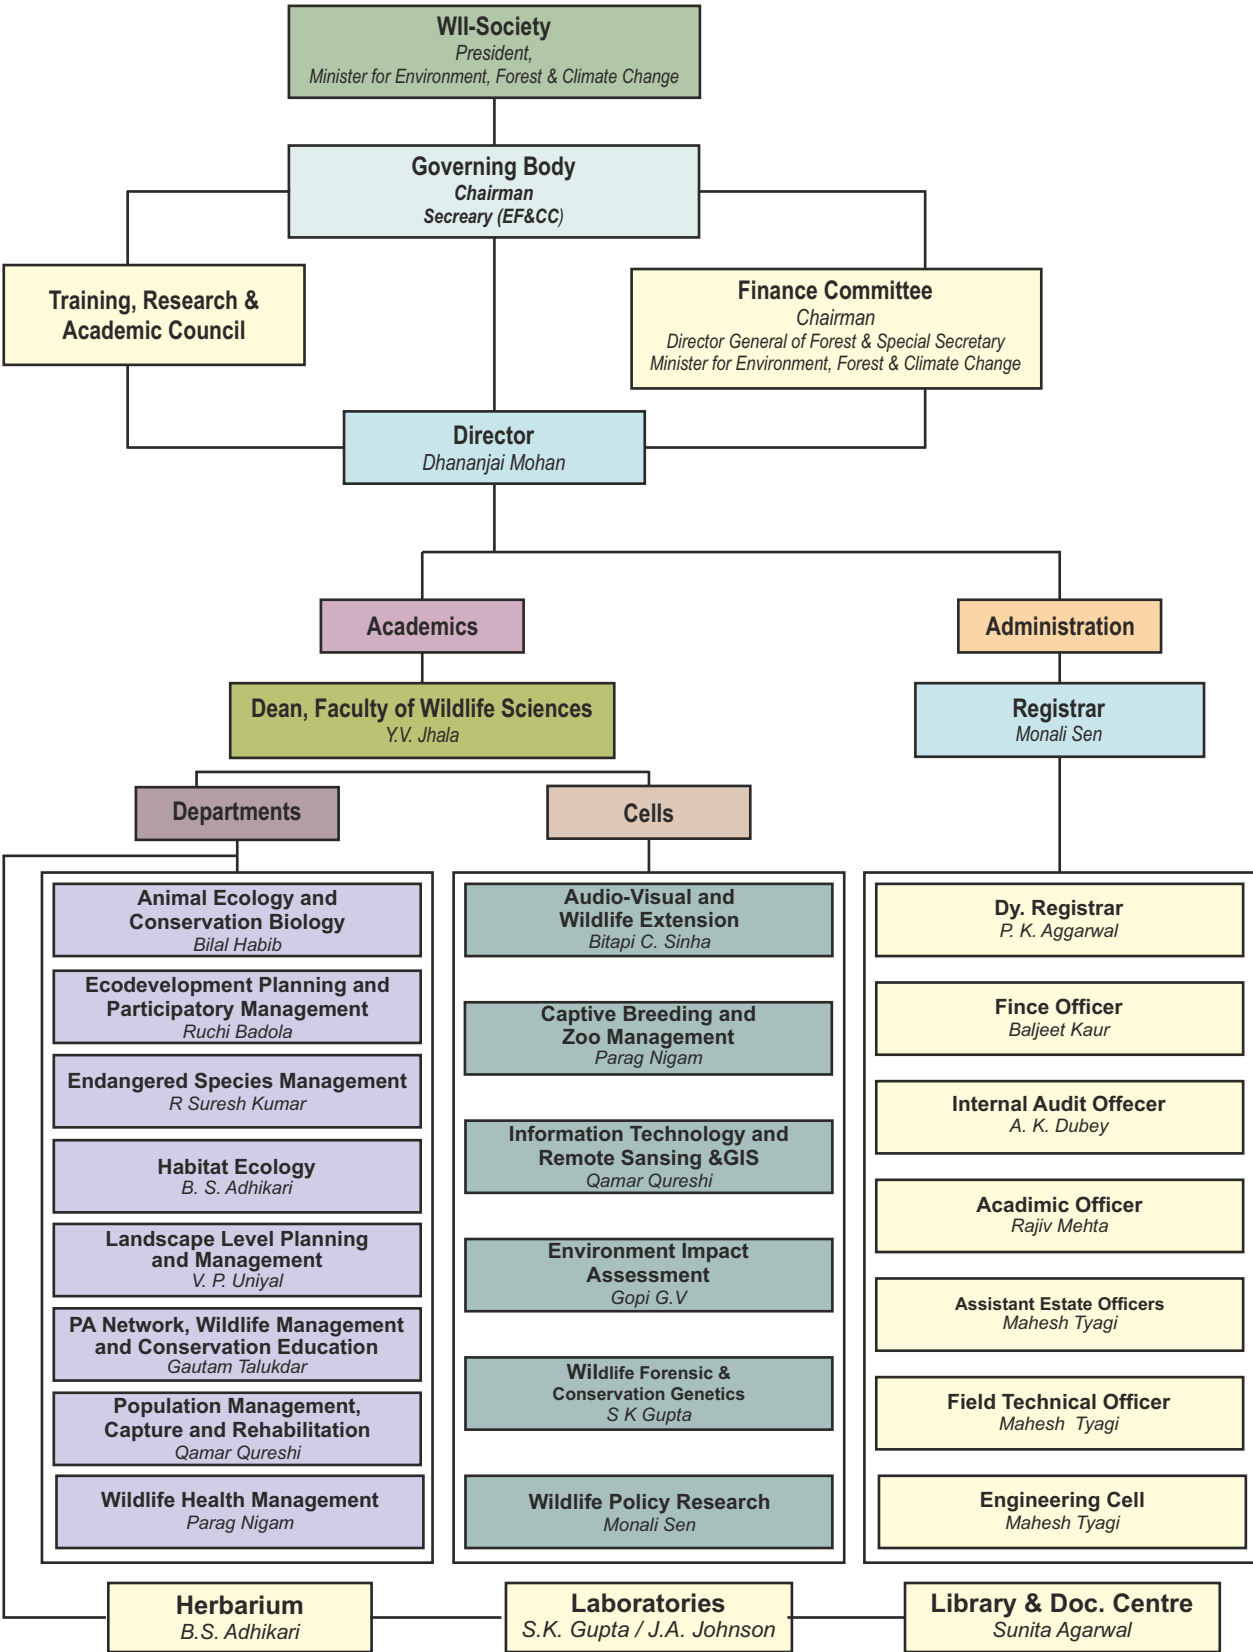 WII-Society
President,
Minister for Environment, Forest & Climate Change
Governing Body
Chairman
Secreary (EF&CC)
Training, Research &
Academic Council
Finance Committee
Chairman
Director General of Forest & Special Secretary
Minister for Environment, Forest & Climate Change
Director
Dhananjai Mohan
Academics
Administration
Dean, Faculty of Wildlife Sciences
Y.V. Jhala
Registrar
Monali Sen
Departments
Cells
Animal Ecology and
Conservation Biology
Bilal Habib
Ecodevelopment Planning and
Participatory Management
Ruchi Badola
Endangered Species Management
R Suresh Kumar
Habitat Ecology
B. S. Adhikari
Landscape Level Planning
and Management
V. P. Uniyal
PA Network, Wildlife Management
and Conservation Education
Gautam Talukdar
Population Management,
Capture and Rehabilitation
Qamar Qureshi
Wildlife Health Management
Parag Nigam
Audio-Visual and
Wildlife Extension
Bitapi C. Sinha
Captive Breeding and
Zoo Management
Parag Nigam
Information Technology and
Remote Sansing &GIS
Qamar Qureshi
Environment Impact
Assessment
Gopi G.V
Wildlife Forensic &
Conservation Genetics
S K Gupta
Wildlife Policy Research
Monali Sen
Dy. Registrar
P. K. Aggarwal
Fince Officer
Baljeet Kaur
Internal Audit Offecer
A. K. Dubey
Acadimic Officer
Rajiv Mehta
Assistant Estate Officers
Mahesh Tyagi
Field Technical Officer
Mahesh Tyagi
Engineering Cell
Mahesh Tyagi
Herbarium
B.S. Adhikari
Laboratories
S.K. Gupta / J.A. Johnson
Library & Doc. Centre
Sunita Agarwal